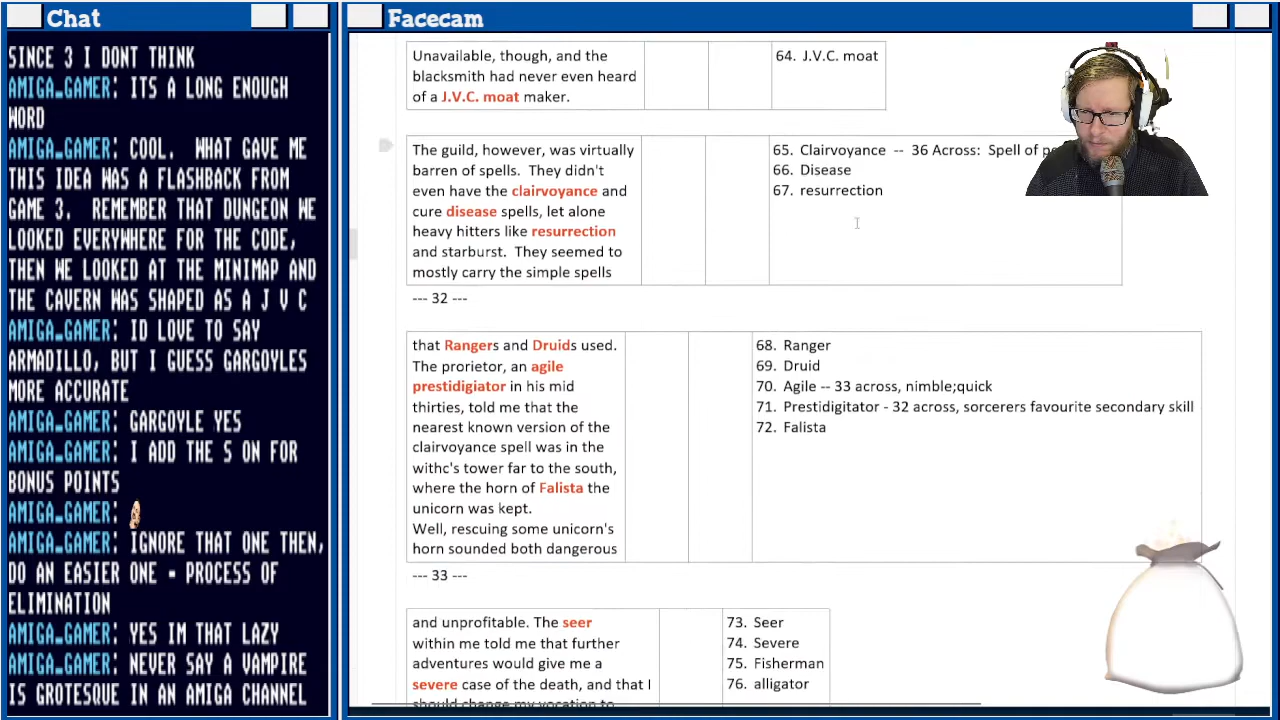 Chat
SINCE 3 I DONT THINK
AMIGA_GAMER: ITS A LONG ENOUGH
WORD
AMIGA_GAMER: COOL. WHAT GAVE ME
THIS IDEA WAS A FLASHBACK FROM
GAME 3. REMEMBER THAT DUNGEON WE
LOOKED EVERYWHERE FOR THE CODE,
THEN WE LOOKED AT THE MINIMAP AND
THE CAVERN WAS SHAPED AS A J V C
AMIGA_GAMER: ID LOVE TO SAY
ARMADILLO, BUT I GUESS GARGOYLES
MORE ACCURATE
AMIGA_GAMER: GARGOYLE YES
AMIGA_GAMER: I ADD THE S ON FOR
BONUS POINTS
AMIGA_GAMER:
AMIGA_GAMER: IGNORE THAT ONE THEN,
DO AN EASIER ONE - PROCESS OF
ELIMINATION
AMIGA_GAMER: YES IM THAT LAZY
AMIGA_GAMER: NEVER SAY A VAMPIRE
IS GROTESQUE IN AN AMIGA CHANNEL
Facecam
Unavailable, though, and the
blacksmith had never even heard
of a J.V.C. moat maker.
64. J.V.C. moat
The guild, however, was virtually
barren of spells. They didn't
even have the clairvoyance and
cure disease spells, let alone
heavy hitters like resurrection
and starburst. They seemed to
mostly carry the simple spells
65. Clairvoyance -- 36 Across: Spell of
66. Disease
67. resurrection
--- 32 ---
that Rangers and Druids used.
The prorietor, an agile
prestidigiator in his mid
thirties, told me that the
nearest known version of the
clairvoyance spell was in the
withc's tower far to the south,
where the horn of Falista the
unicorn was kept.
Well, rescuing some unicorn's
horn sounded both dangerous
68. Ranger
69. Druid
70. Agile -- 33 across, nimble;quick
71. Prestidigitator - 32 across, sorcerers favourite secondary skill
72. Falista
--- 33 ---
and unprofitable. The seer
within me told me that further
adventures would give me a
severe case of the death, and that I
should change my vocation to
73. Seer
74. Severe
75. Fisherman
76. alligator